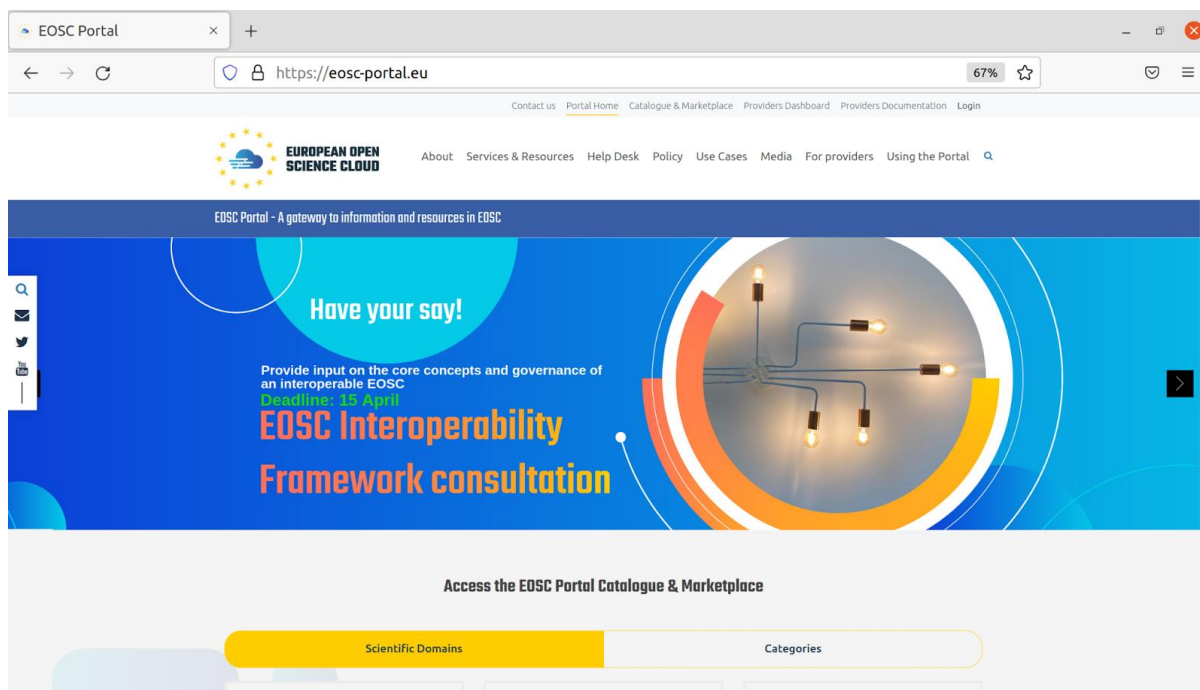 EOSC Portal
https://eosc-portal.eu
67%
Contact us Portal Home Catalogue & Marketplace Providers Dashboard Providers Documentation Login
EUROPEAN OPEN
SCIENCE CLOUD
About Services & Resources Help Desk Policy Use Cases Media For providers Using the Portal
EOSC Portal - A gateway to information and resources in EOSC
Have your say!
Provide input on the core concepts and governance of
an interoperable EOSC
Deadline: 15 April
EOSC Interoperability
Framework consultation
You
Tube
Access the EOSC Portal Catalogue & Marketplace
Scientific Domains Categories